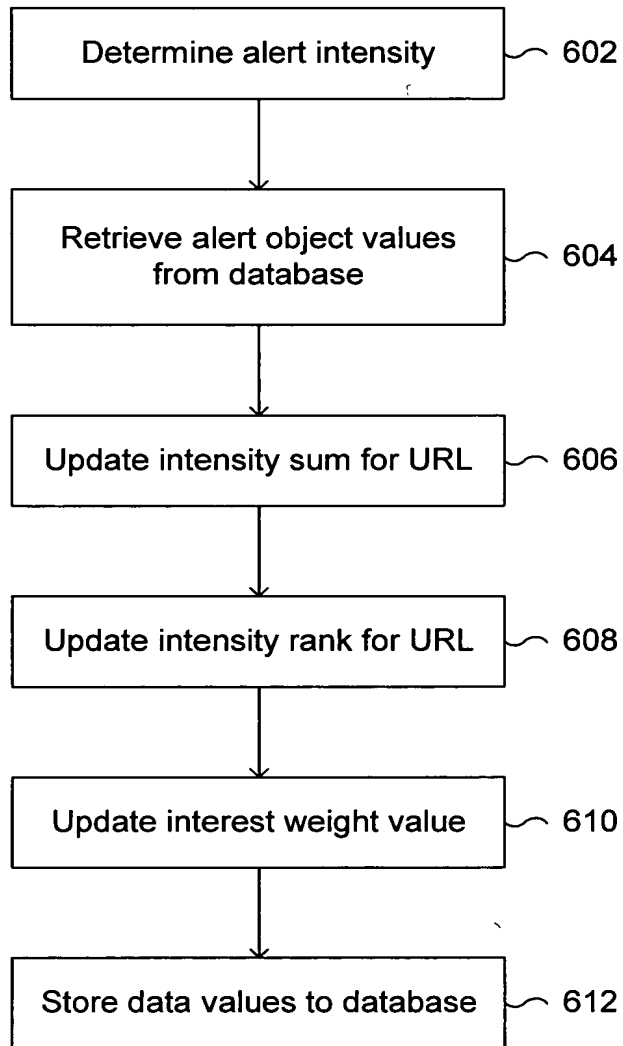 Determine alert intensity
602
Retrieve alert object values
from database
604
Update intensity sum for URL
606
Update intensity rank for URL
608
Update interest weight value
610
Store data values to database
612